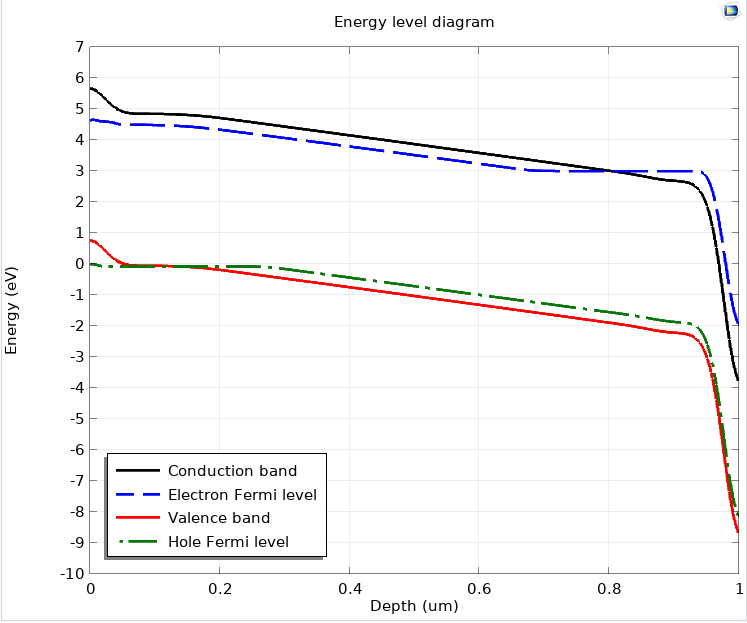 Energy level diagram
7
6
5
4
3
2
1
0
-1
-2
-3
-4
-5
-6
-7
-8
-9
-10
Energy (eV)
Conduction band
Electron Fermi level
Valence band
Hole Fermi level
0 0.2 0.4 0.6 0.8 1
Depth (um)